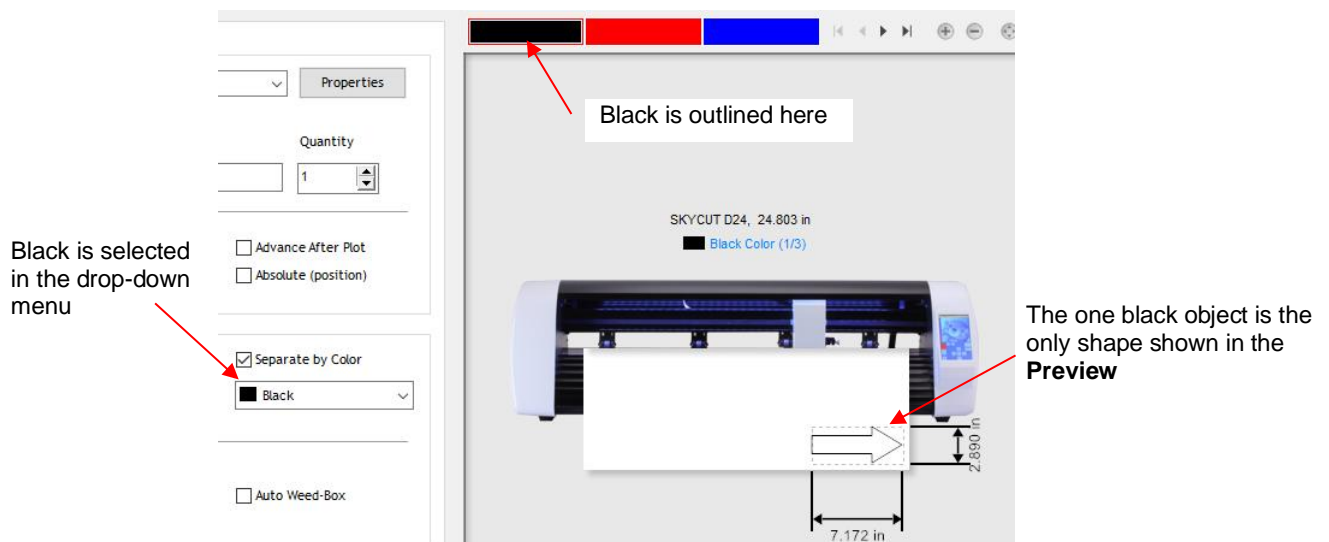 Properties
Black is outlined here
Quantity
1
SKYCUT D24, 24.803 in
Black Color (1/3)
Black is selected
in the drop-down
menu
Advance After Plot
Absolute (position)
The one black object is the
only shape shown in the
Preview
Separate by Color
Black
2.890 in
Auto Weed-Box
7.172 in